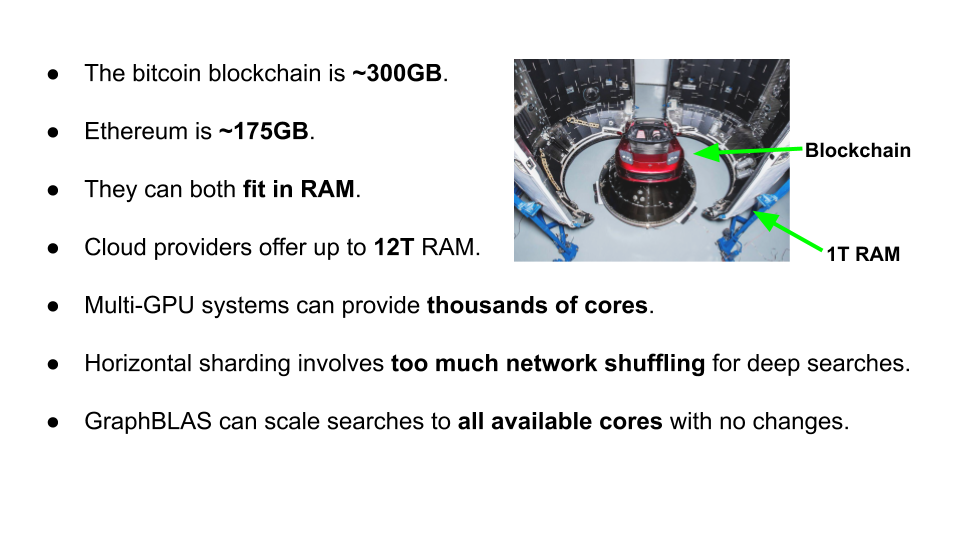 ● The bitcoin blockchain is ~300GB.
● Ethereum is ~175GB.
● They can both fit in RAM.
● Cloud providers offer up to 12T RAM.
● Multi-GPU systems can provide thousands of cores.
● Horizontal sharding involves too much network shuffling for deep searches.
● GraphBLAS can scale searches to all available cores with no changes.
Blockchain
1T RAM